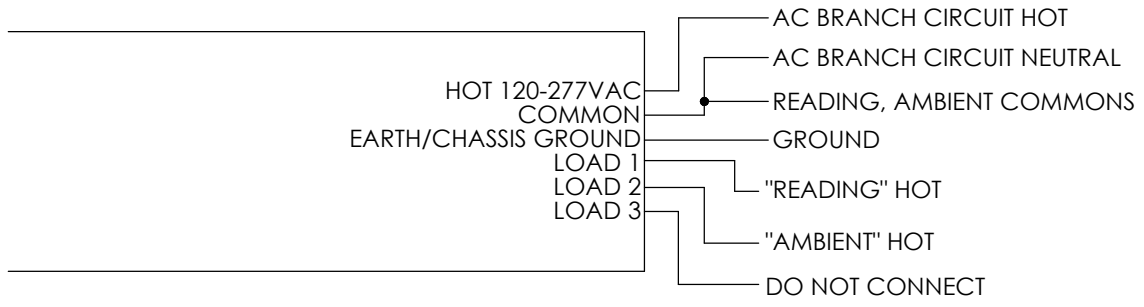 AC BRANCH CIRCUIT HOT
AC BRANCH CIRCUIT NEUTRAL
HOT 120-277VAC
READING, AMBIENT COMMONS
COMMON
EARTH/CHASSIS GROUND
GROUND
LOAD 1
LOAD 2
"READING" HOT
LOAD 3
"AMBIENT" HOT
DO NOT CONNECT